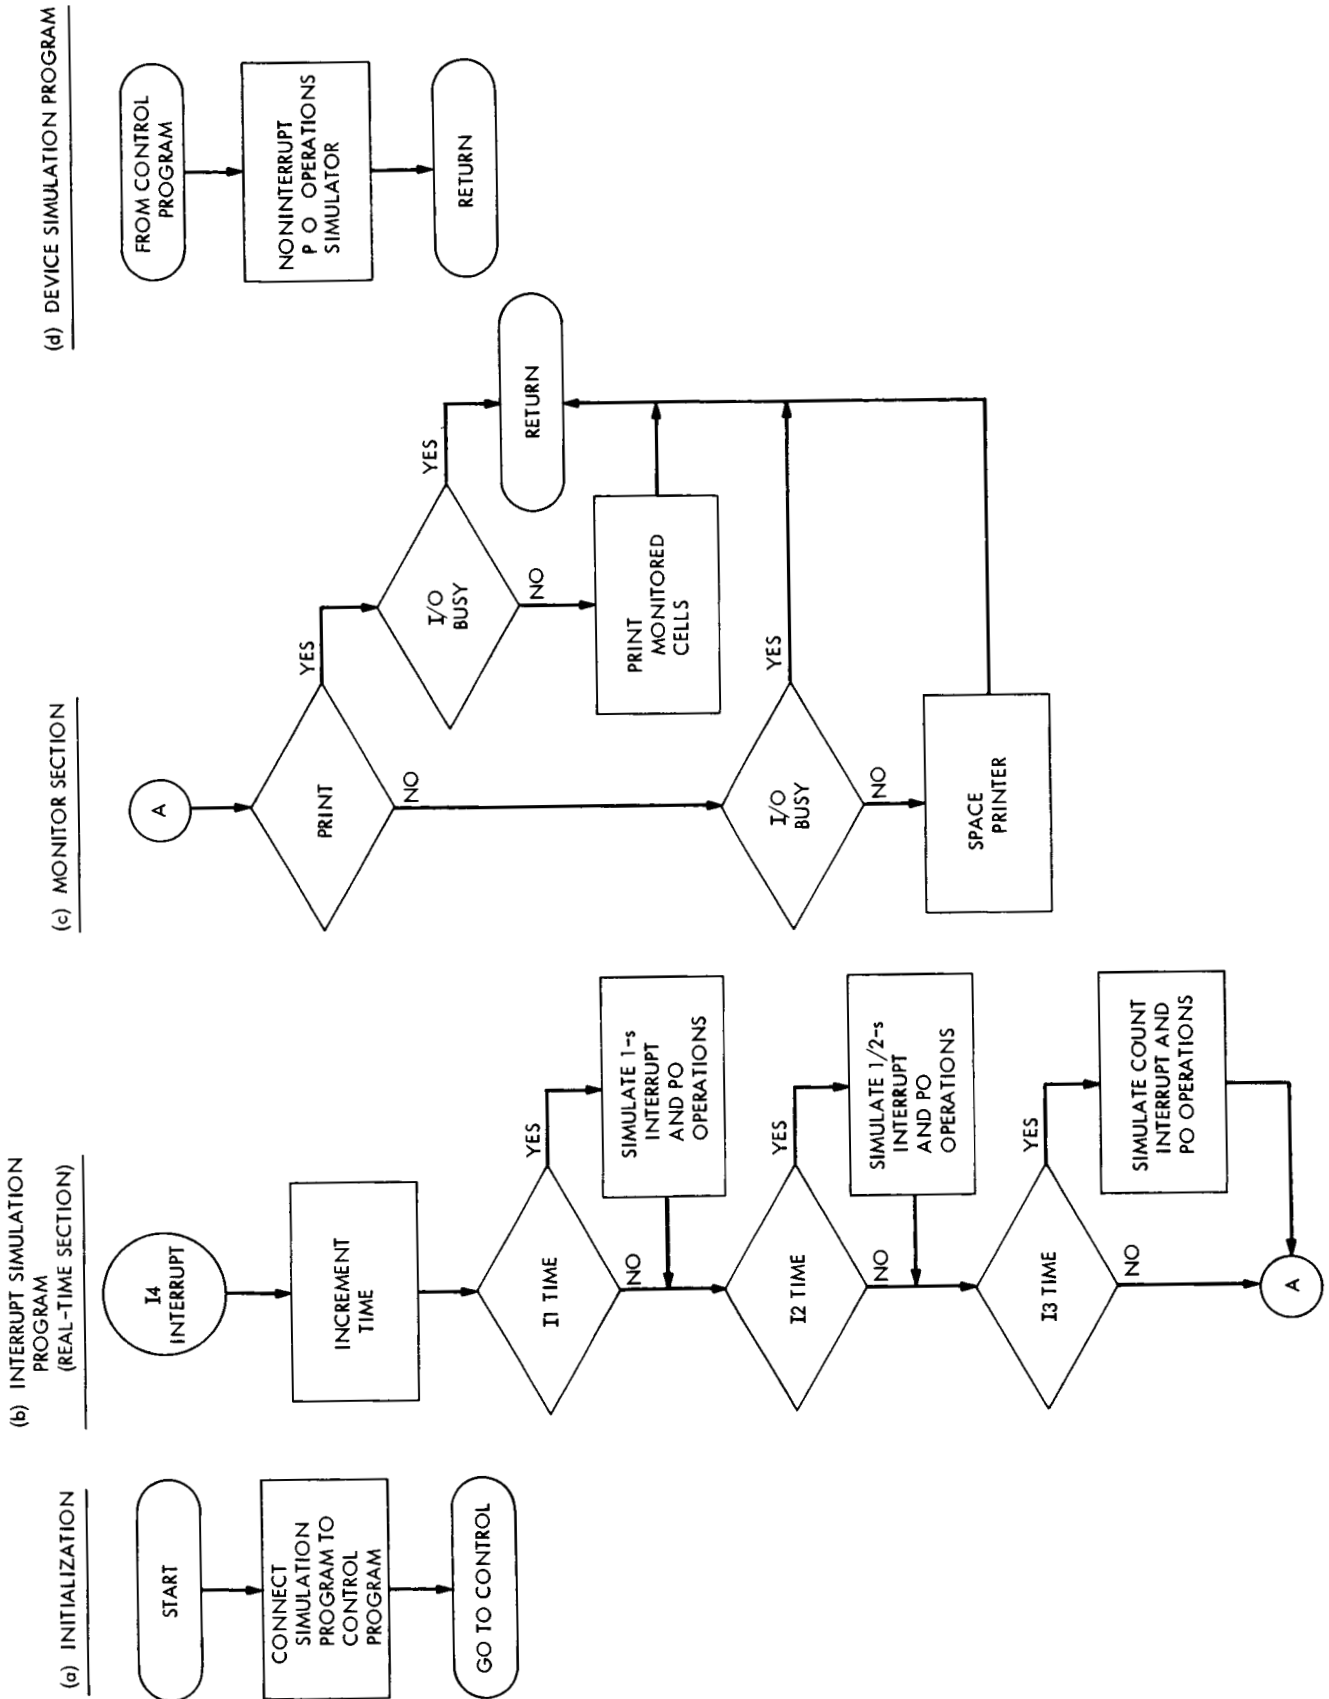 (a) INITIALIZATION
START
CONNECT
SIMULATION
PROGRAM TO
CONTROL
PROGRAM
GO TO CONTROL
(b) INTERRUPT SIMULATION
PROGRAM
(REAL-TIME SECTION)
I4
INTERRUPT
INCREMENT
TIME
I1 TIME
YES
NO
SIMULATE 1-s
INTERRUPT
AND PO
OPERATIONS
I2 TIME
YES
NO
SIMULATE 1/2-s
INTERRUPT
AND PO
OPERATIONS
I3 TIME
YES
NO
SIMULATE COUNT
INTERRUPT AND
PO OPERATIONS
A
(c) MONITOR SECTION
A
PRINT
YES
NO
I/O
BUSY
YES
NO
RETURN
PRINT
MONITORED
CELLS
I/O
BUSY
YES
NO
SPACE
PRINTER
(d) DEVICE SIMULATION PROGRAM
FROM CONTROL
PROGRAM
NONINTERRUPT
P O OPERATIONS
SIMULATOR
RETURN